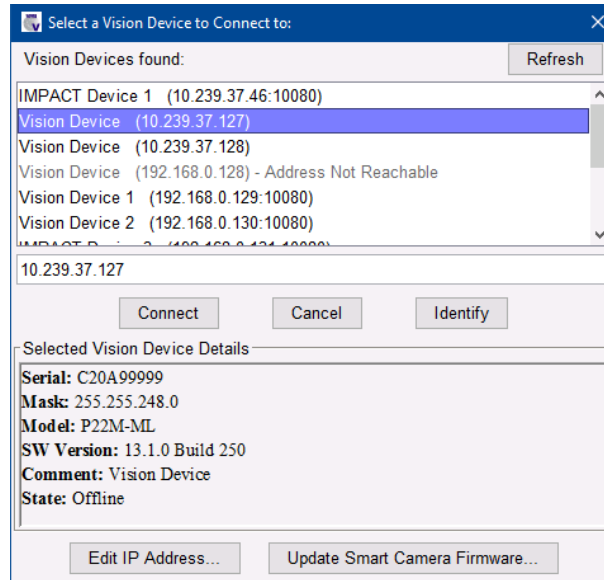 Select a Vision Device to Connect to:
Vision Devices found:
Refresh
IMPACT Device 1 (10.239.37.46:10080)
Vision Device (10.239.37.127)
Vision Device (10.239.37.128)
Vision Device (192.168.0.128) - Address Not Reachable
Vision Device 1 (192.168.0.129:10080)
Vision Device 2 (192.168.0.130:10080)
10.239.37.127
Connect Cancel Identify
Selected Vision Device Details
Serial: C20A99999
Mask: 255.255.248.0
Model: P22M-ML
SW Version: 13.1.0 Build 250
Comment: Vision Device
State: Offline
Edit IP Address... Update Smart Camera Firmware...